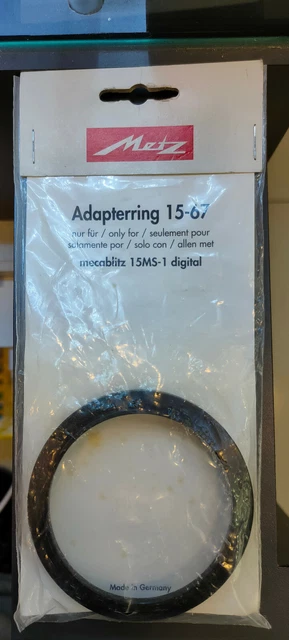 Metz
Adapterring 15-67
nur für / only for / seulement pour
solamente por / solo con / alleen met
mecablitz 15MS-1 digital
Made in Germany